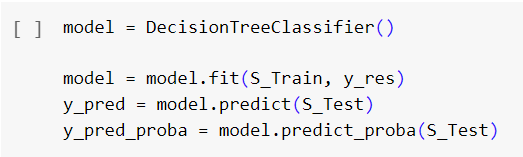 [ ] model = DecisionTreeClassifier()
model = model.fit(S_Train, y_res)
y_pred = model.predict(S_Test)
y_pred_proba = model.predict_proba(S_Test)